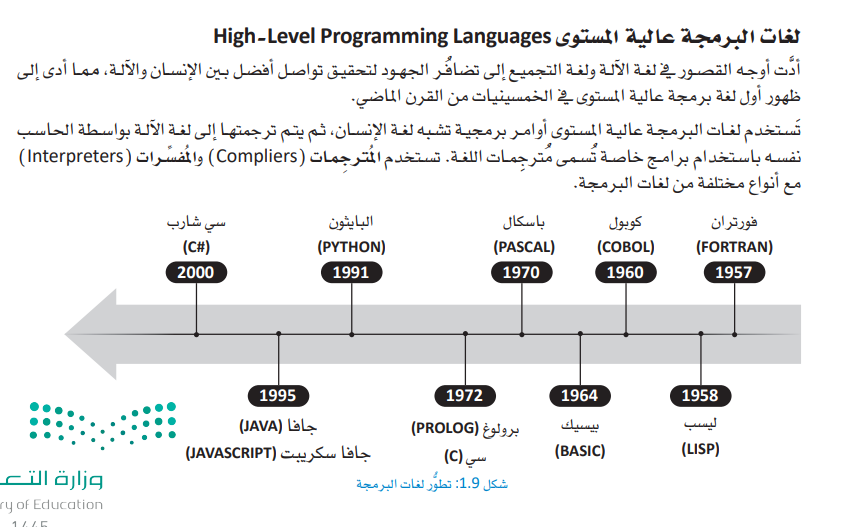 لغات البرمجة عالية المستوى High-Level Programming Languages
أدَّت أوجه القصور في لغة الآلة ولغة التجميع إلى تضافُر الجهود لتحقيق تواصل أفضل بين الإنسان والآلة، مما أدى إلى
ظهور أول لغة برمجة عالية المستوى في الخمسينيات من القرن الماضي.
تَستخدم لغات البرمجة عالية المستوى أوامر برمجية تشبه لغة الإنسان، ثم يتم ترجمتها إلى لغة الآلة بواسطة الحاسب
نفسه باستخدام برامج خاصة تُسمى مُترجِمات اللغة. تستخدم المُترجِمات (Compliers) والمُفسِّرات (Interpreters)
مع أنواع مختلفة من لغات البرمجة.
فورتران
(FORTRAN)
1957
كوبول
(COBOL)
1960
باسكال
(PASCAL)
1970
البايثون
(PYTHON)
1991
سي شارب
(C#)
2000
1958
ليسب
(LISP)
1964
بيسيك
(BASIC)
1972
برولوغ (PROLOG)
سي (C)
1995
جافا (JAVA)
جافا سكريبت (JAVASCRIPT)
شكل 1.9: تطوُّر لغات البرمجة
وزارة التعـ
ry of Education
1445